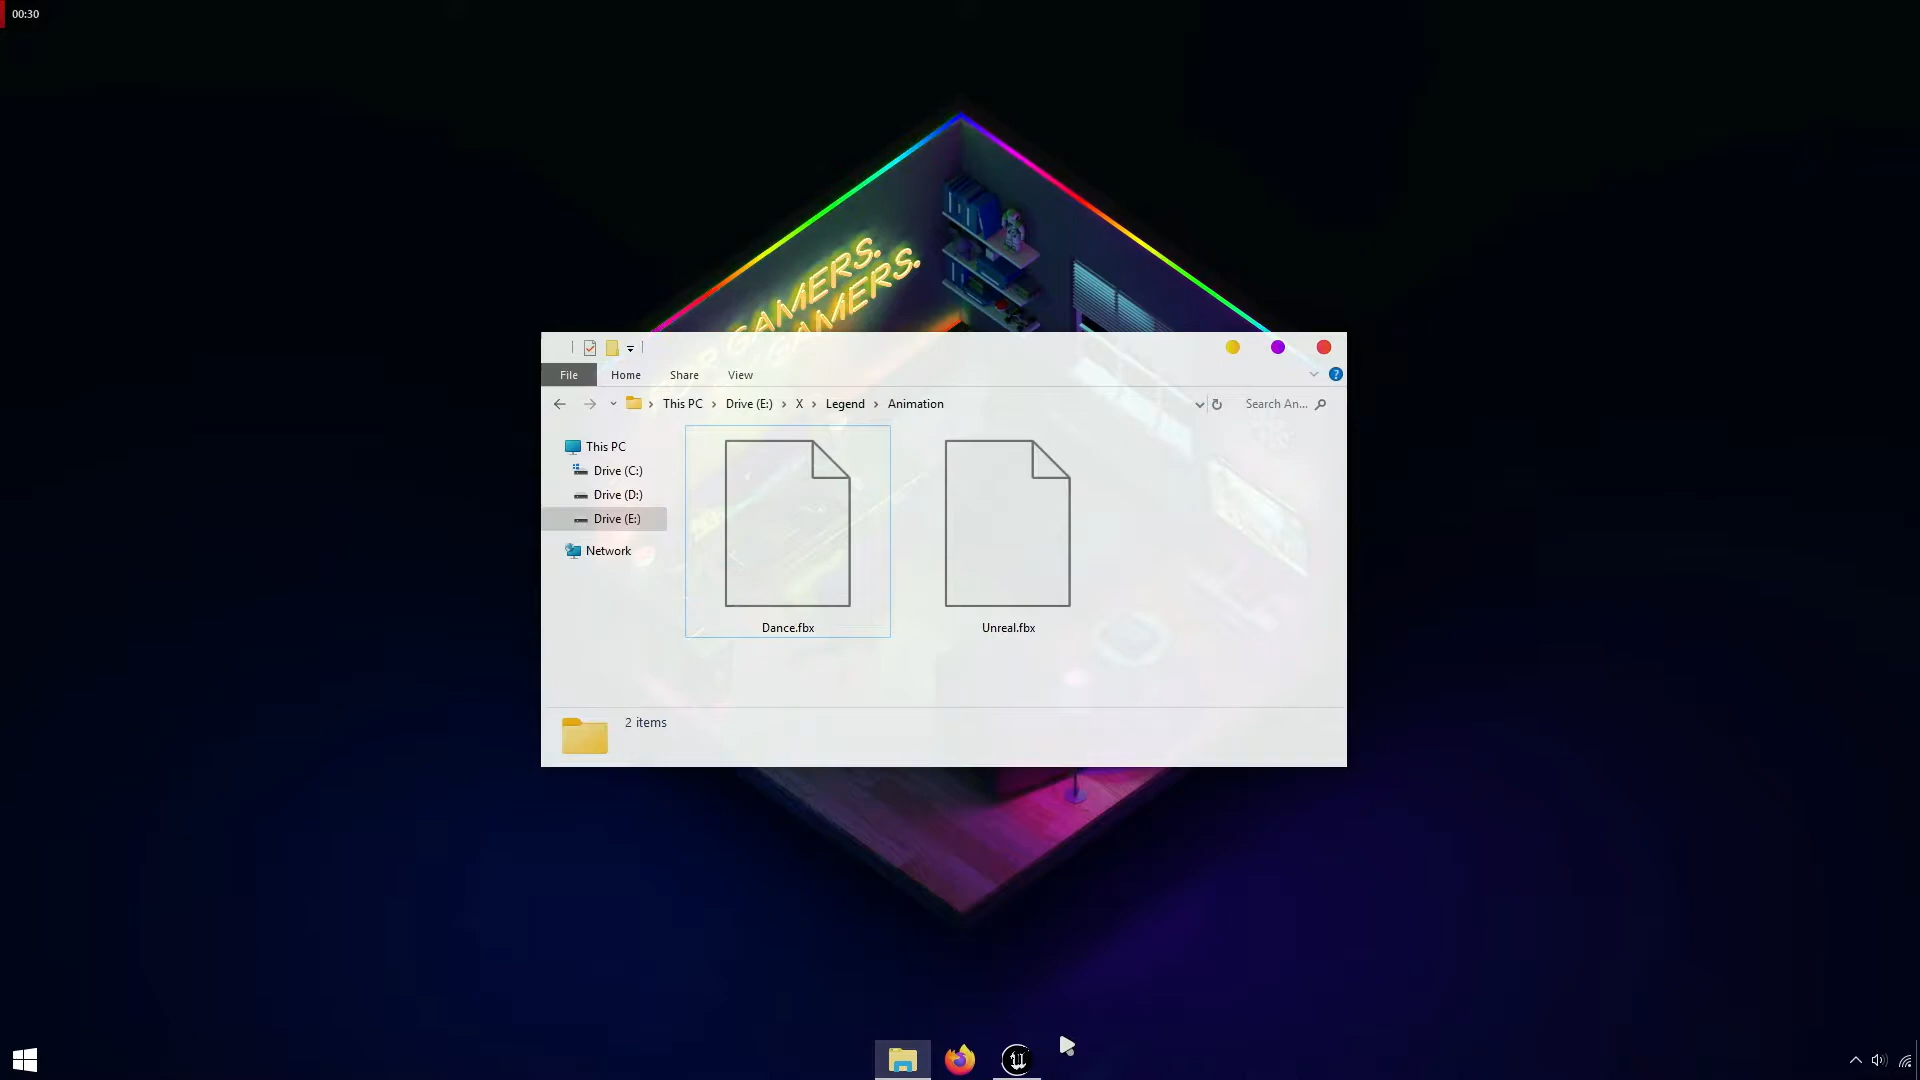 00:30
GAMERS.
GAMERS.
File Home Share View
This PC Drive (E:) X Legend Animation
Search An...
This PC
Drive (C:)
Drive (D:)
Drive (E:)
Network
Dance.fbx
Unreal.fbx
2 items